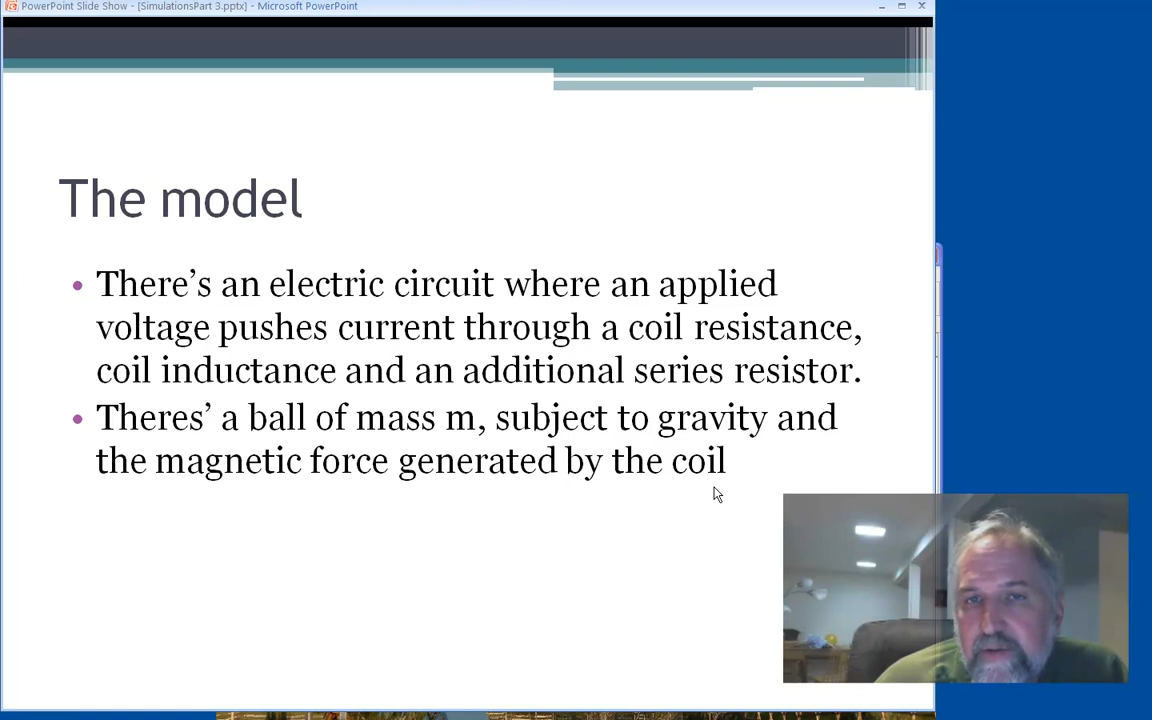 PowerPoint Slide Show - [SimulationsPart 3.pptx] - Microsoft PowerPoint
The model
• There’s an electric circuit where an applied
voltage pushes current through a coil resistance,
coil inductance and an additional series resistor.
• Theres’ a ball of mass m, subject to gravity and
the magnetic force generated by the coil